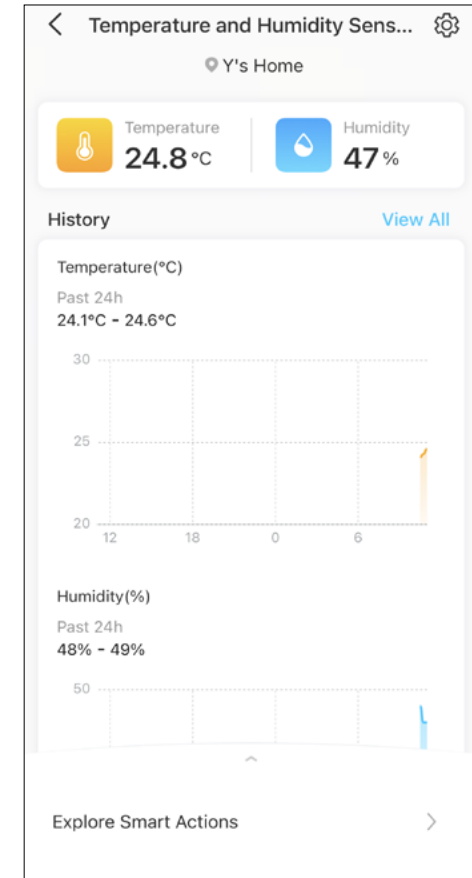 Temperature and Humidity Sens...
Y's Home
Temperature
24.8 °C
Humidity
47 %
History
View All
Temperature(°C)
Past 24h
24.1°C - 24.6°C
30
25
20
12 18 0 6
Humidity(%)
Past 24h
48% - 49%
50
Explore Smart Actions